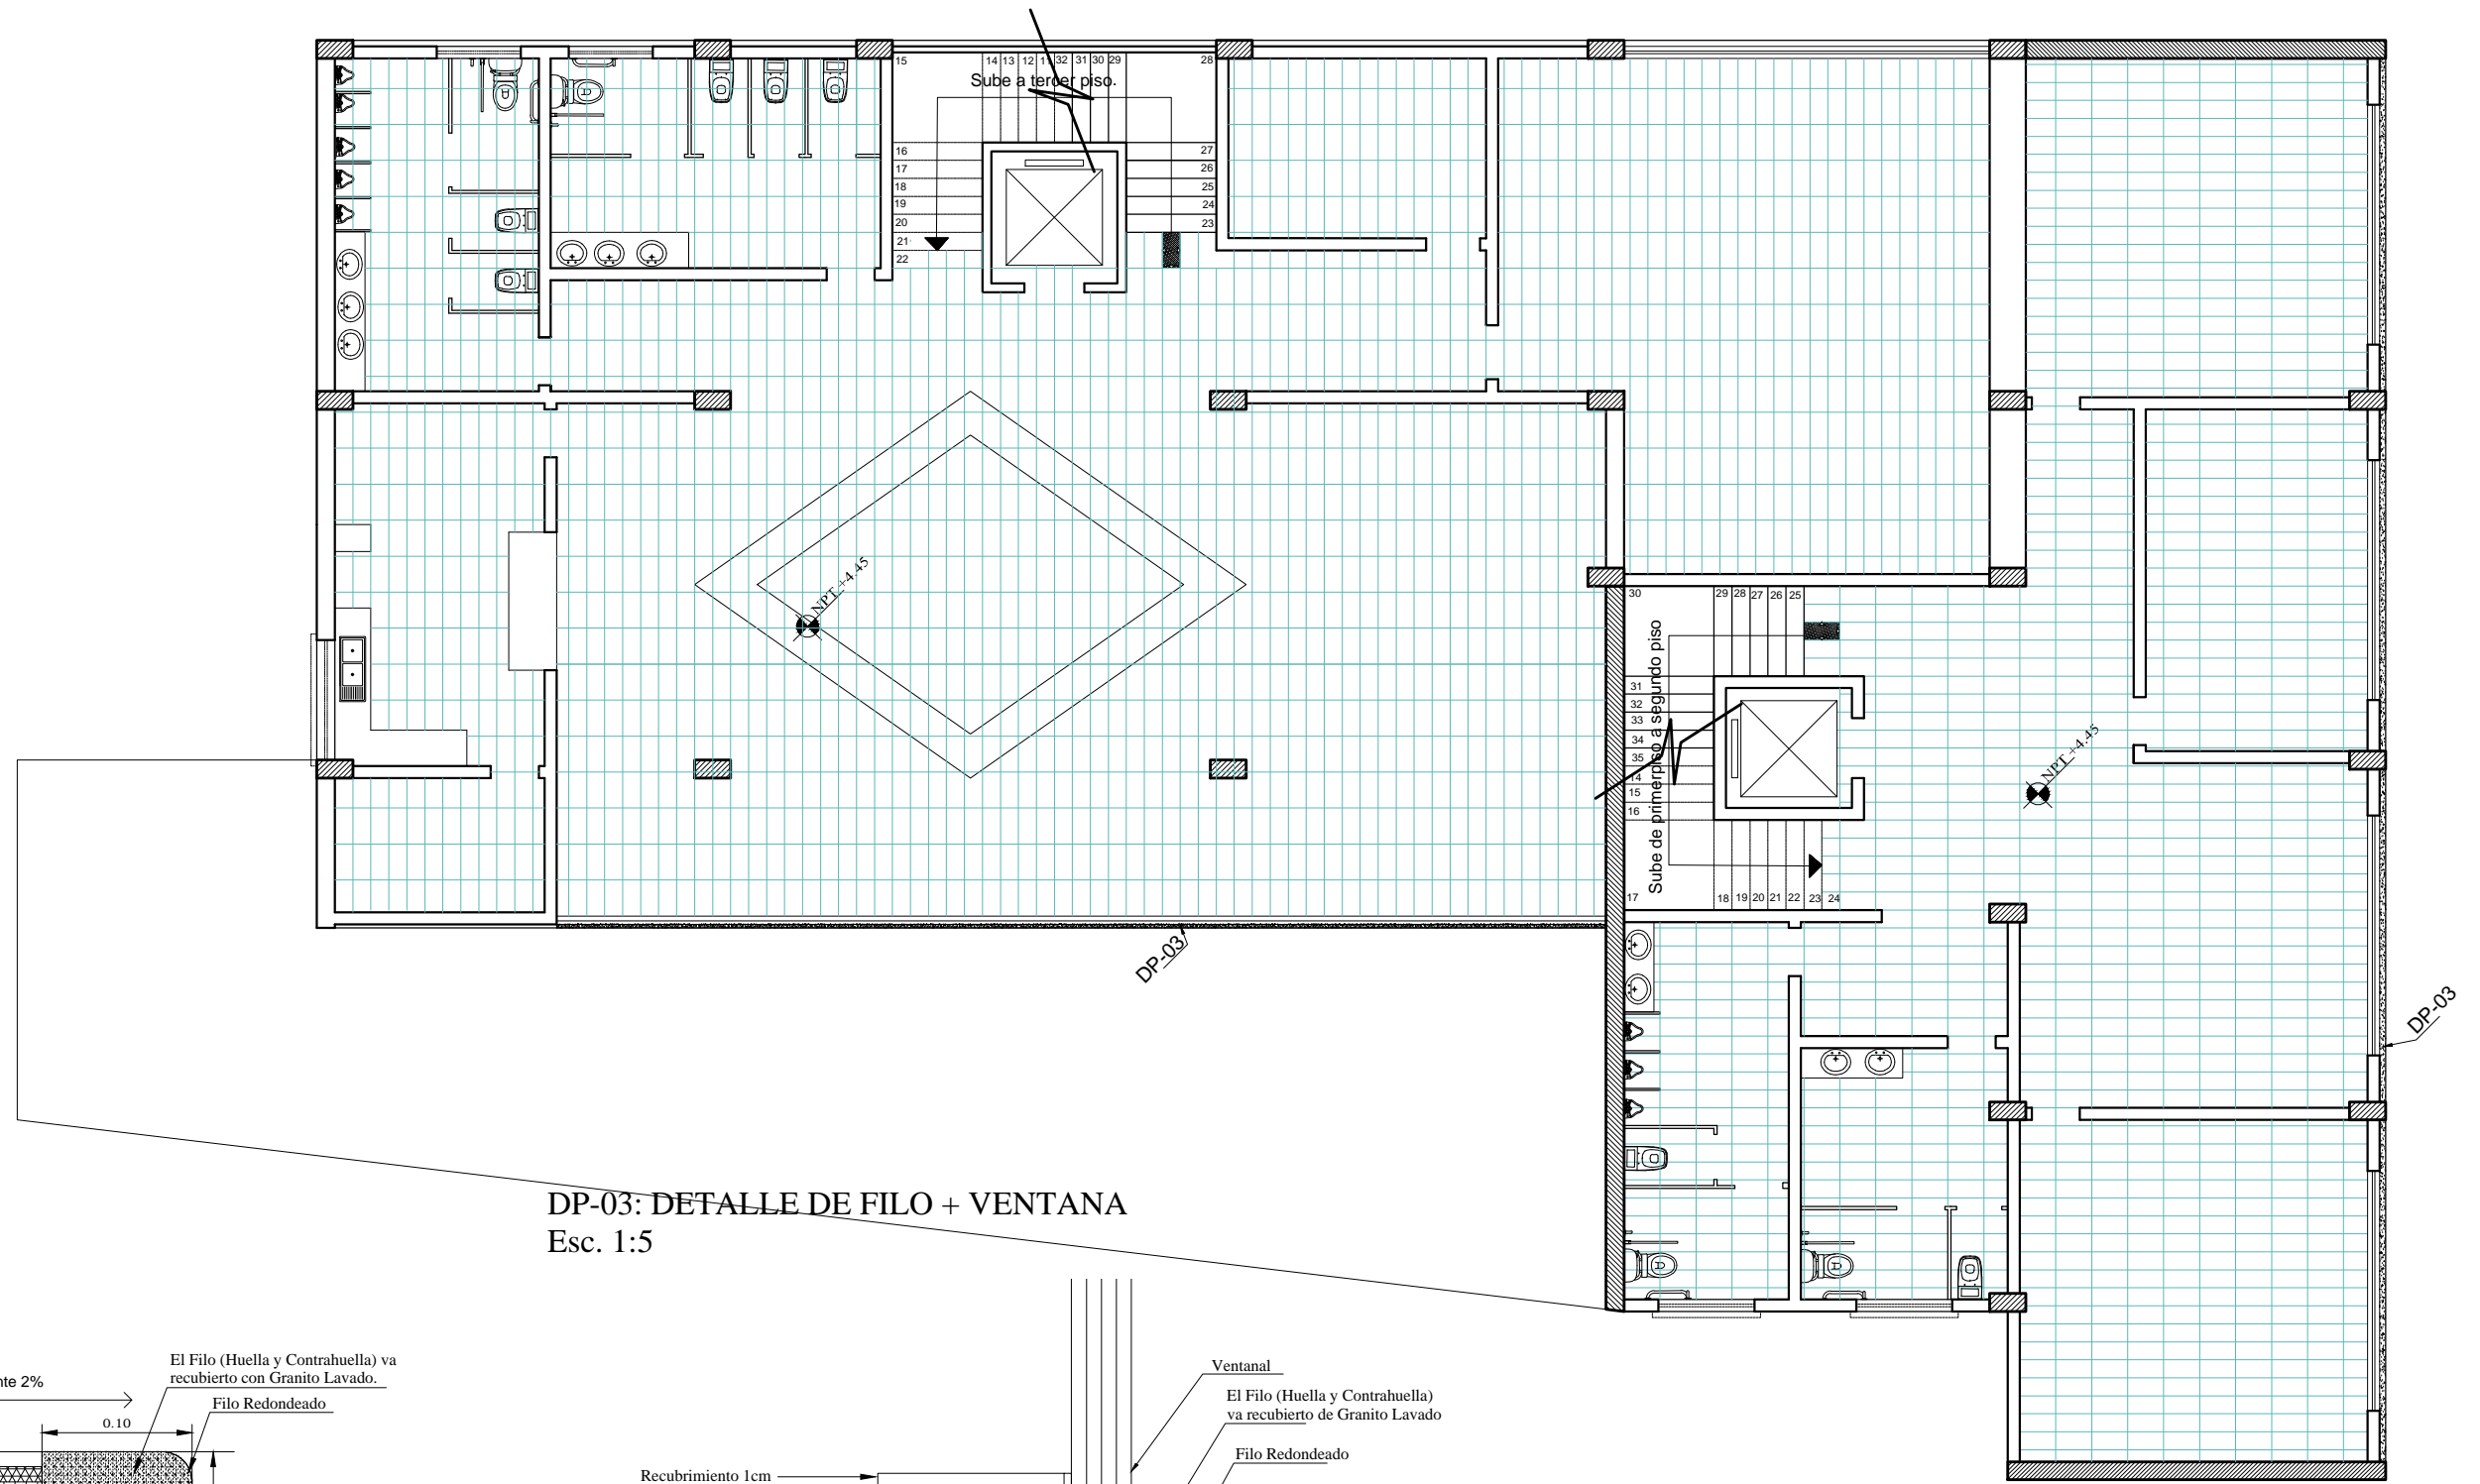 15
14 13 12 11 32 31 30 29
28
Sube a tercer piso.
16
17
18
19
20
21
22
27
26
25
24
23
NPT +4.45
30
29 28 27 26 25
31
32
33
34
35
14
15
16
17
18 19 20 21 22 23 24
Sube de primerpiso a segundo piso
NPT +4.45
DP-03
DP-03
DP-03: DETALLE DE FILO + VENTANA
Esc. 1:5
nte 2%
El Filo (Huella y Contrahuella) va
recubierto con Granito Lavado.
Filo Redondeado
0.10
Ventanal
El Filo (Huella y Contrahuella)
va recubierto de Granito Lavado
Filo Redondeado
Recubrimiento 1cm